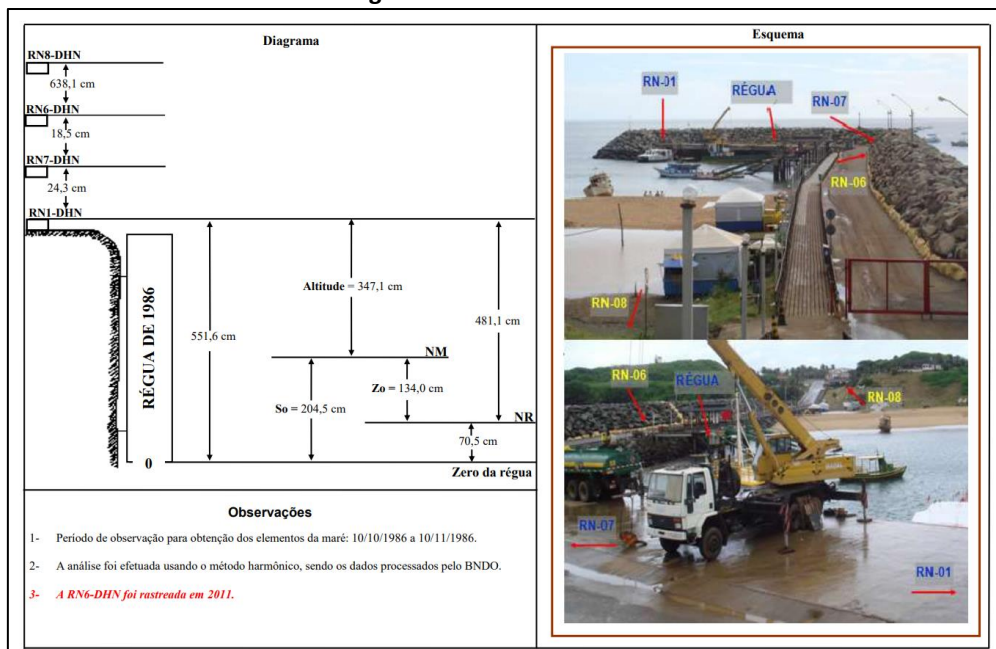 Diagrama
RN8-DHN
638,1 cm
RN6-DHN
18,5 cm
RN7-DHN
24,3 cm
RN1-DHN
RÉGUA DE 1986
0
551,6 cm
Altitude = 347,1 cm
481,1 cm
NM
Zo = 134,0 cm
So = 204,5 cm
NR
70,5 cm
Zero da régua
Observações
1- Período de observação para obtenção dos elementos da maré: 10/10/1986 a 10/11/1986.
2- A análise foi efetuada usando o método harmônico, sendo os dados processados pelo BNDO.
3- A RN6-DHN foi rastreada em 2011.
Esquema
RN-01
RÉGUA
RN-07
RN-06
RN-08
RN-06
RÉGUA
RN-08
RN-07
RN-01